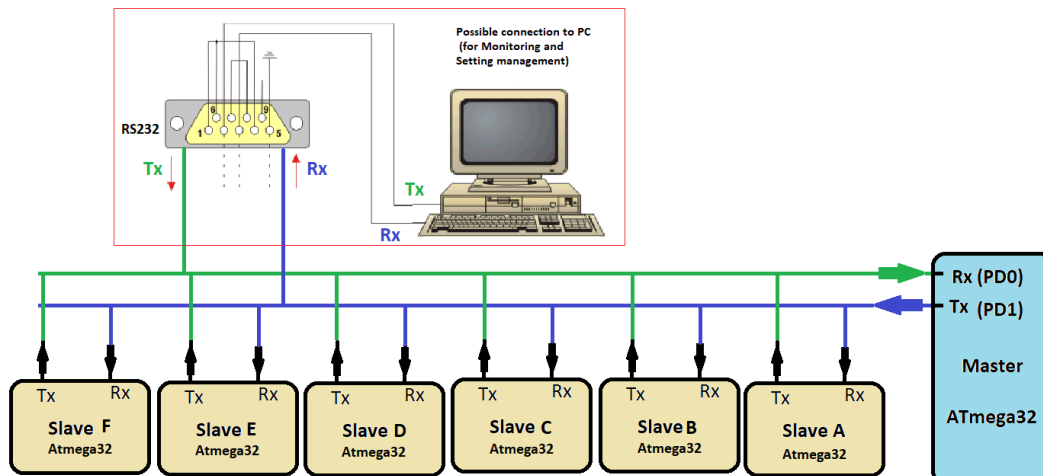 Possible connection to PC
(for Monitoring and
Setting management)
6
9
RS232
1
5
Tx
Rx
Tx
Rx
Rx (PD0)
Tx (PD1)
Master
ATmega32
Tx
Rx
Slave F
Atmega32
Tx
Rx
Slave E
Atmega32
Tx
Rx
Slave D
Atmega32
Tx
Rx
Slave C
Atmega32
Tx
Rx
Slave B
Atmega32
Tx
Rx
Slave A
Atmega32